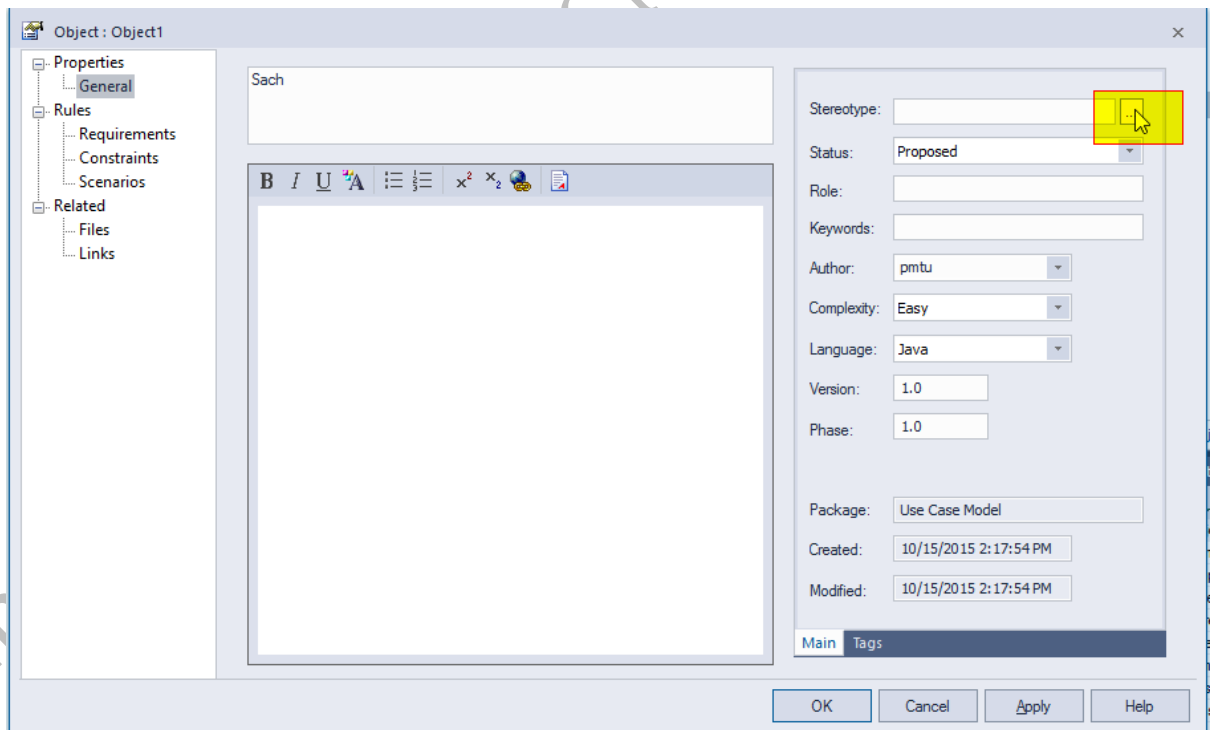 Object : Object1
Properties
General
Rules
Requirements
Constraints
Scenarios
Related
Files
Links
Sach
B I U A x² ×₂
Stereotype: ...
Status: Proposed
Role:
Keywords:
Author: pmtu
Complexity: Easy
Language: Java
Version: 1.0
Phase: 1.0
Package: Use Case Model
Created: 10/15/2015 2:17:54 PM
Modified: 10/15/2015 2:17:54 PM
Main Tags
OK Cancel Apply Help